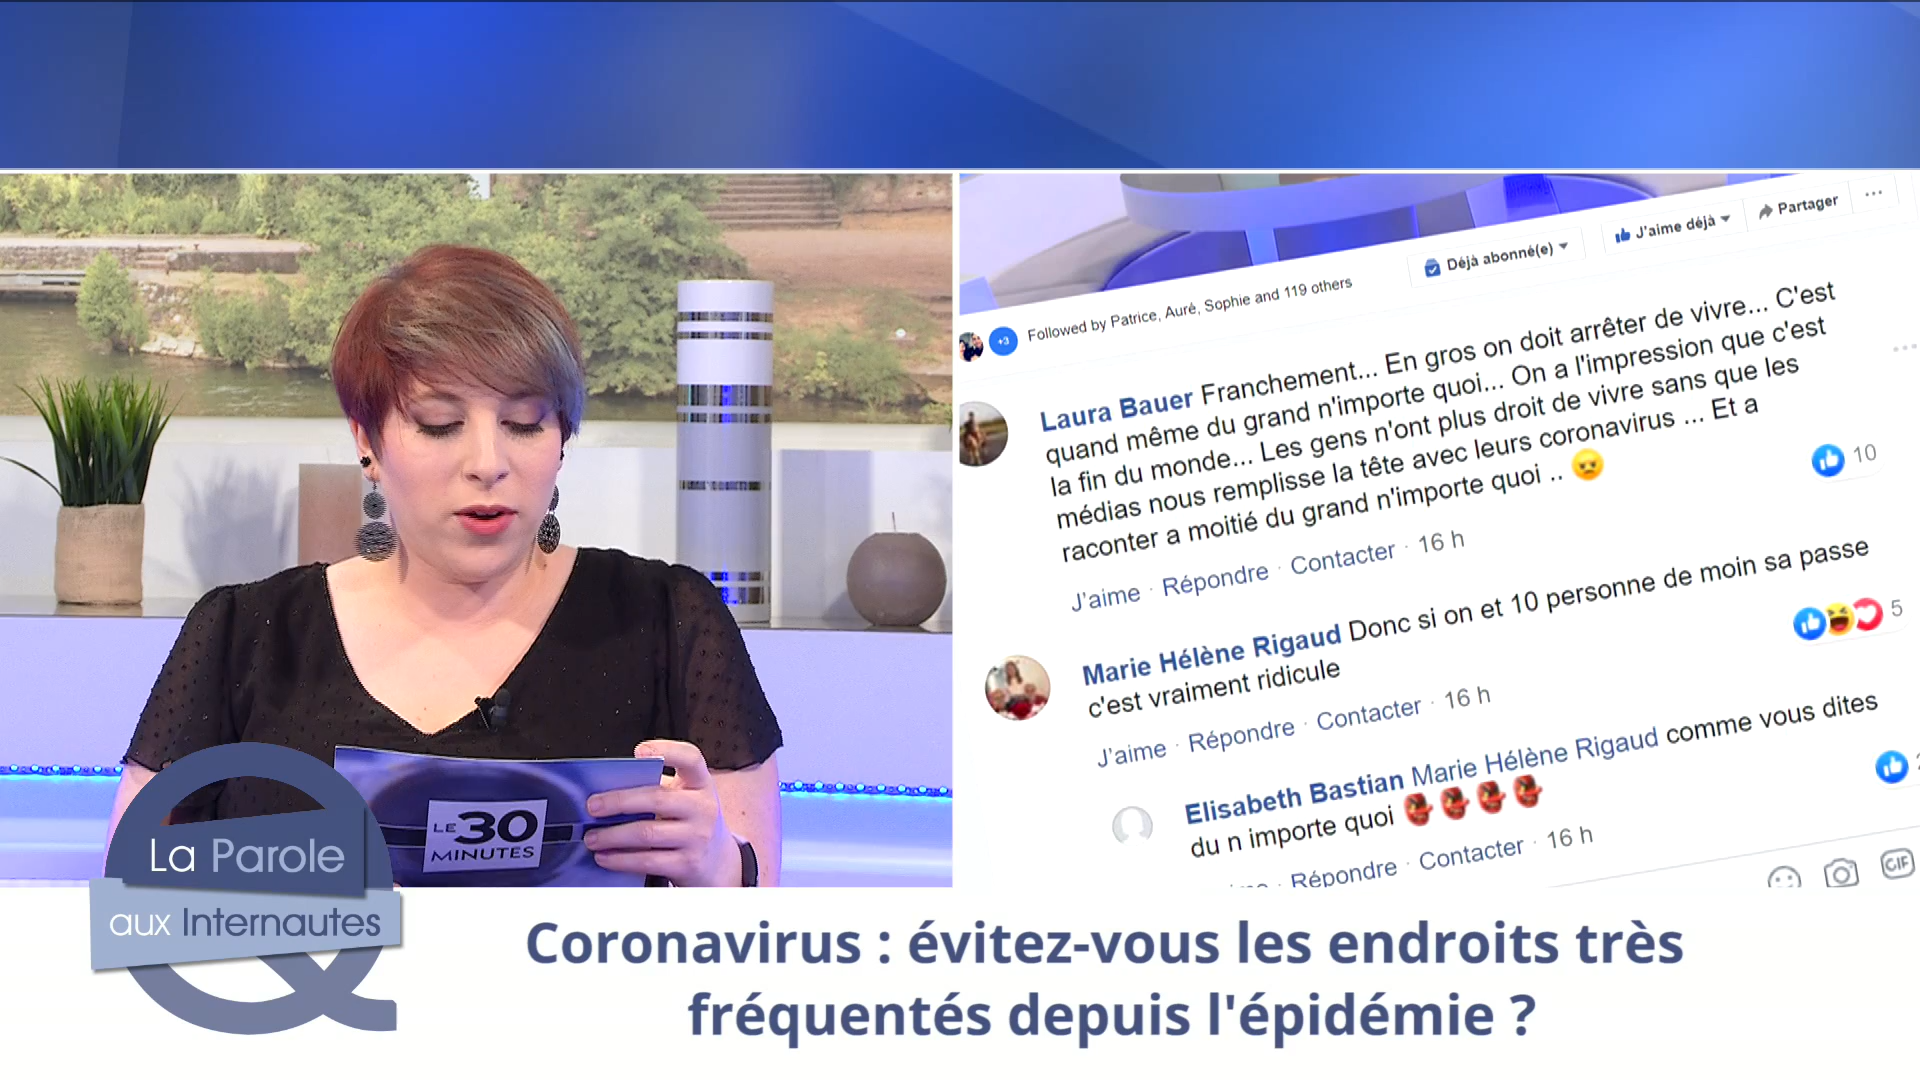 LE 30
MINUTES
La Parole
aux Internautes
Déjà abonné(e)
J'aime déjà
Partager
+3
Followed by Patrice, Auré, Sophie and 119 others
Laura Bauer Franchement... En gros on doit arrêter de vivre... C'est
quand même du grand n'importe quoi... On a l'impression que c'est
la fin du monde... Les gens n'ont plus droit de vivre sans que les
médias nous remplisse la tête avec leurs coronavirus ... Et a
raconter a moitié du grand n'importe quoi .. 😠
10
J'aime · Répondre · Contacter · 16 h
Marie Hélène Rigaud Donc si on et 10 personne de moin sa passe
c'est vraiment ridicule
5
J'aime · Répondre · Contacter · 16 h
Elisabeth Bastian Marie Hélène Rigaud comme vous dites
du n importe quoi 👺👺👺👺
Répondre · Contacter · 16 h
GIF
Coronavirus : évitez-vous les endroits très
fréquentés depuis l'épidémie ?